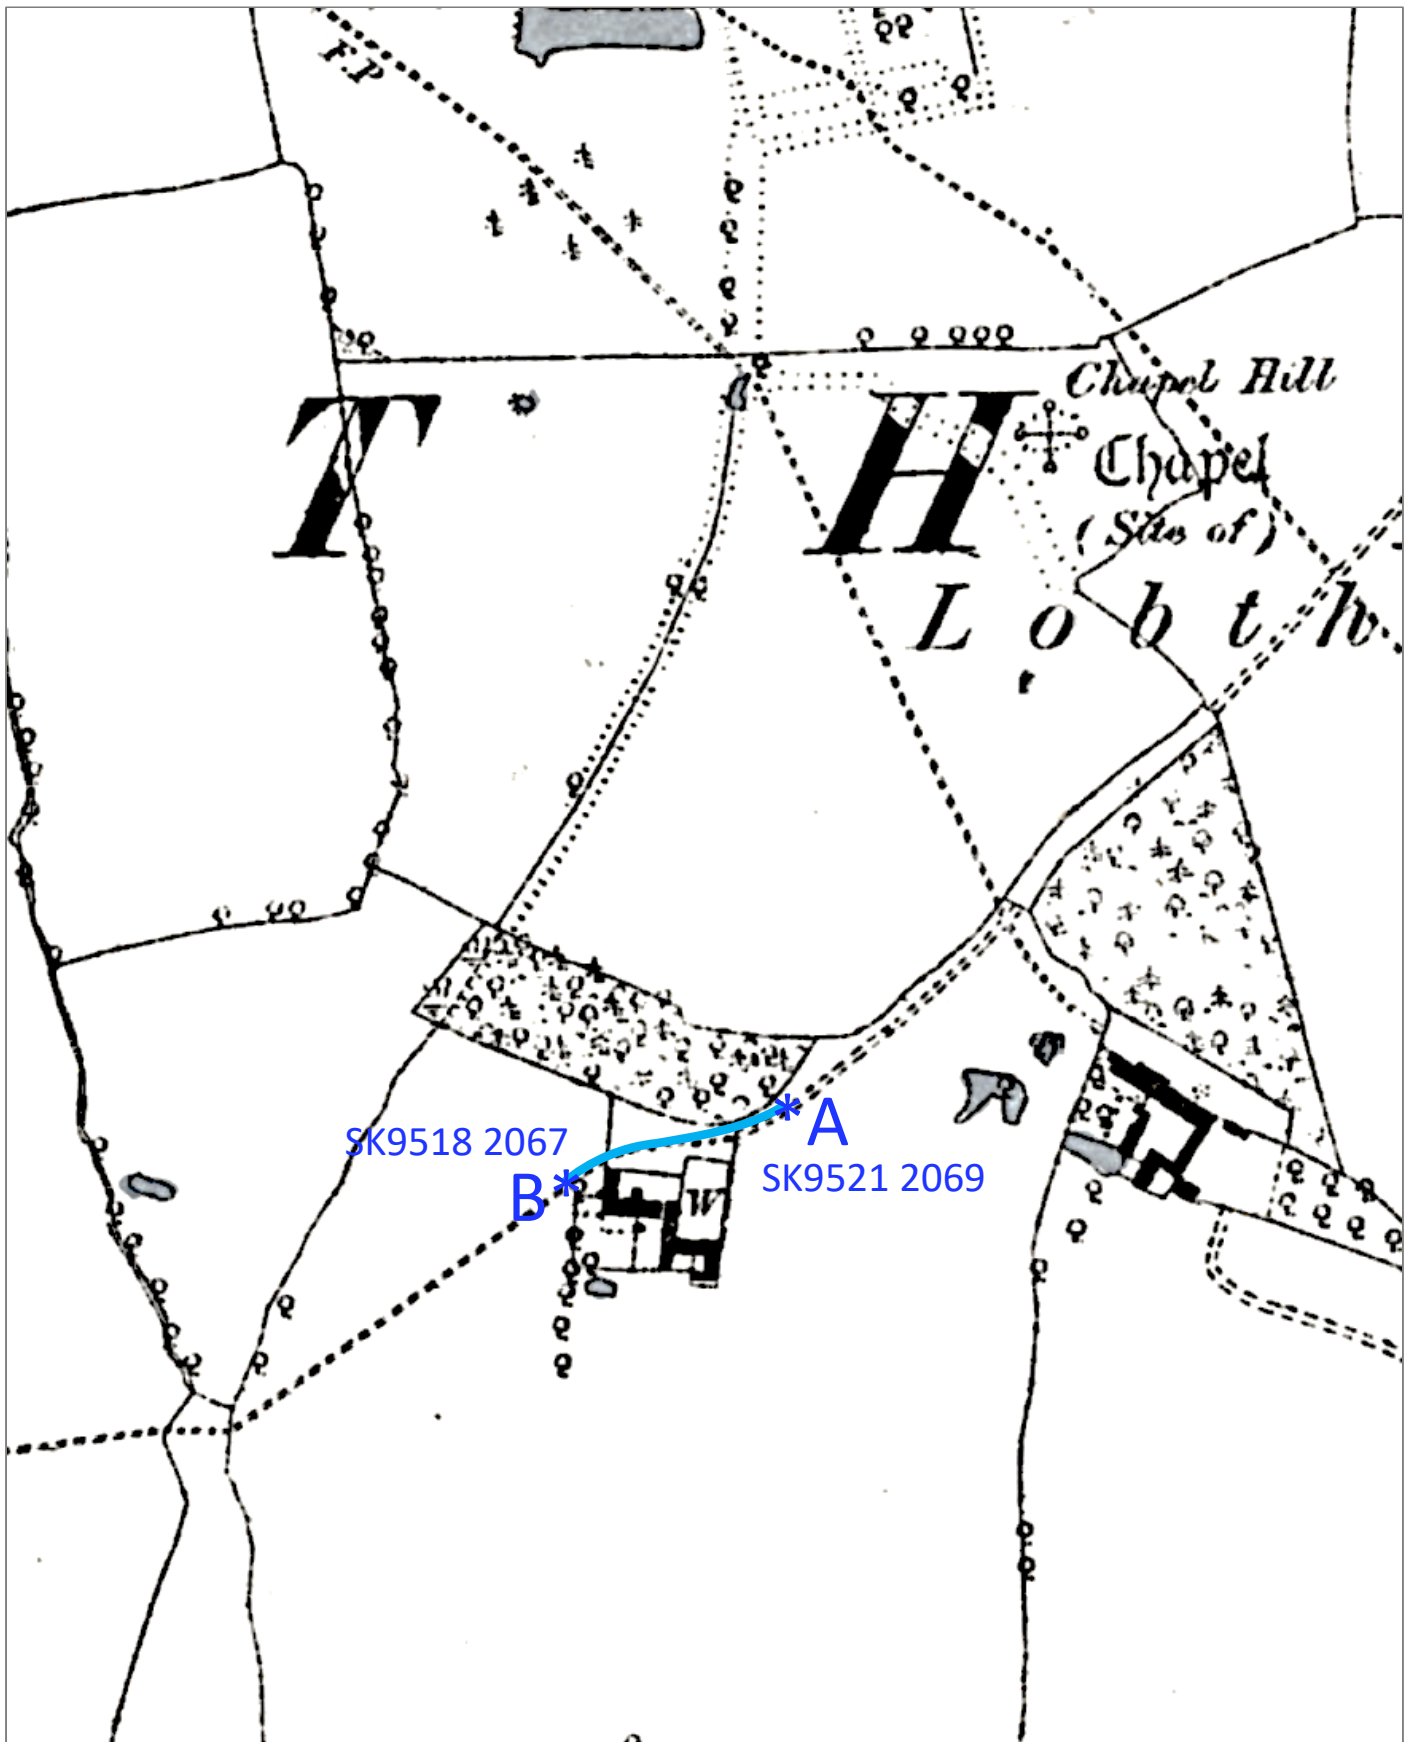 F.P
Chapel Hill
T H
Chapel
(Site of)
L o b t h
A
SK9518 2067
SK9521 2069
B
W